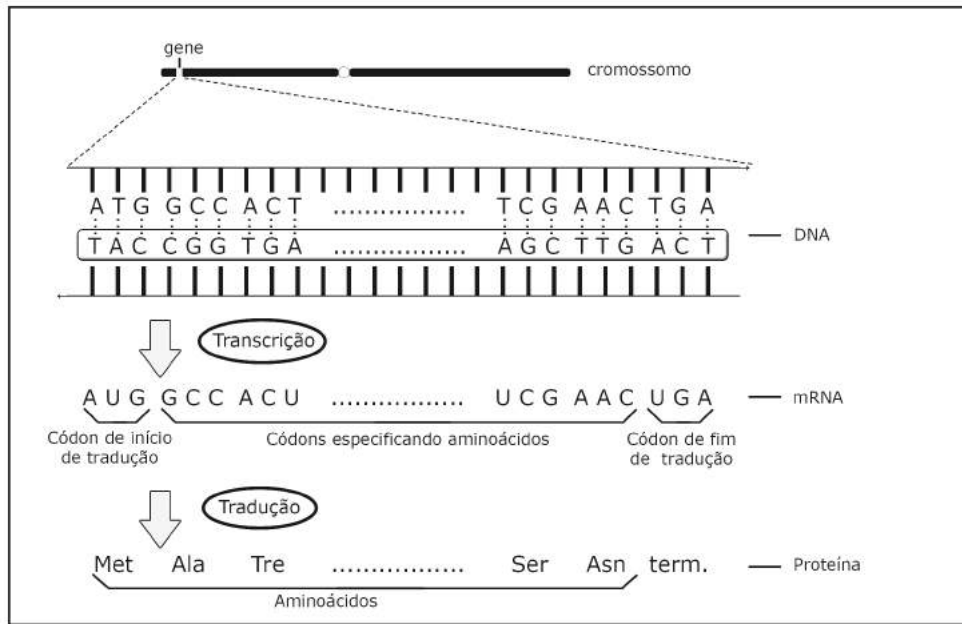 gene
cromossomo
A T G G C C A C T ................. T C G A A C T G A
T A C C G G T G A ................. A G C T T G A C T
DNA
Transcrição
A U G G C C A C U ................. U C G A A C U G A
mRNA
Códon de início
de tradução
Códons especificando aminoácidos
Códon de fim
de tradução
Tradução
Met Ala Tre ................. Ser Asn term.
Proteína
Aminoácidos